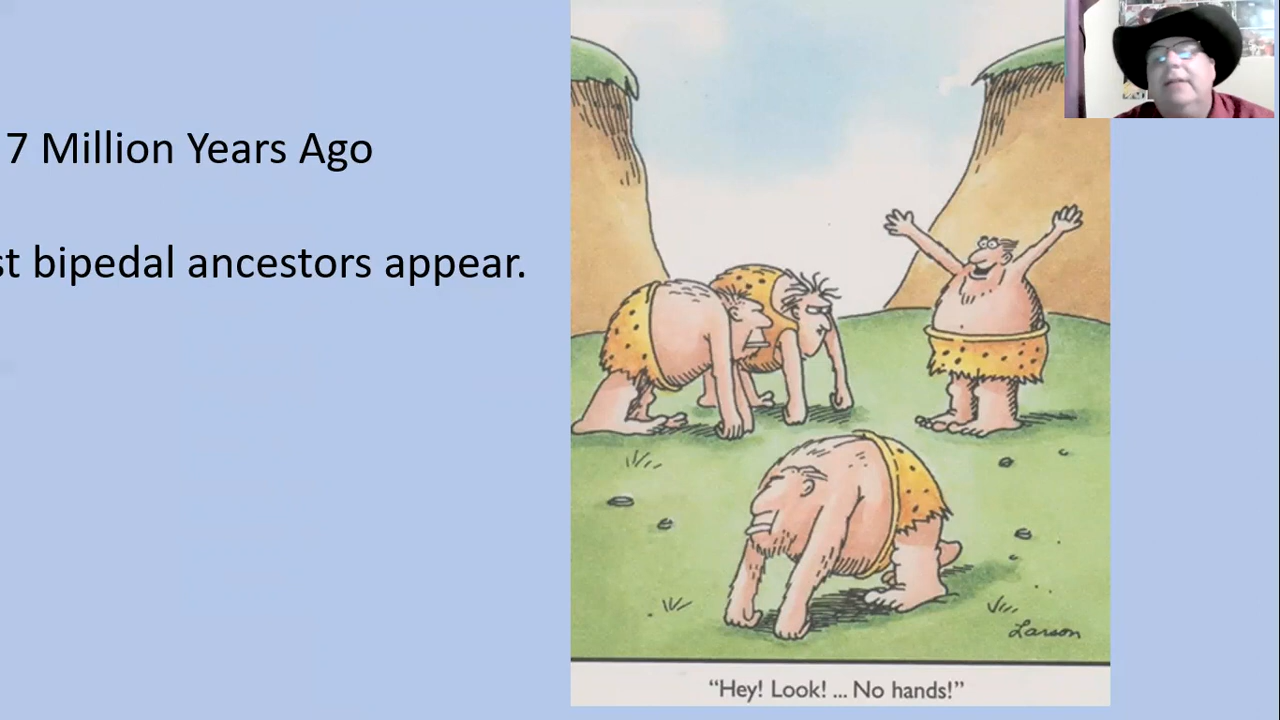 7 Million Years Ago
st bipedal ancestors appear.
Larson
“Hey! Look! ... No hands!”